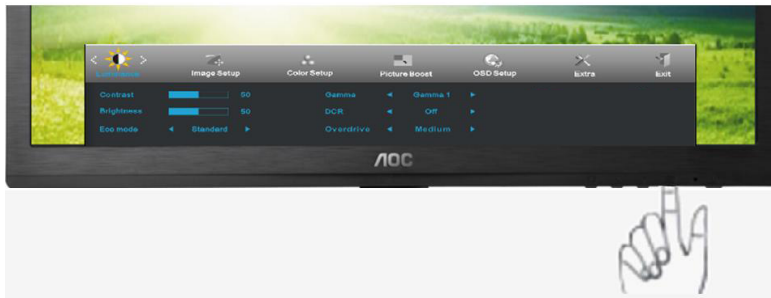 Luminance Image Setup Color Setup Picture Boost OSD Setup Extra Exit
Contrast 50 Gamma Gamma 1
Brightness 50 DCR Off
Eco mode Standard Overdrive Medium
AOC